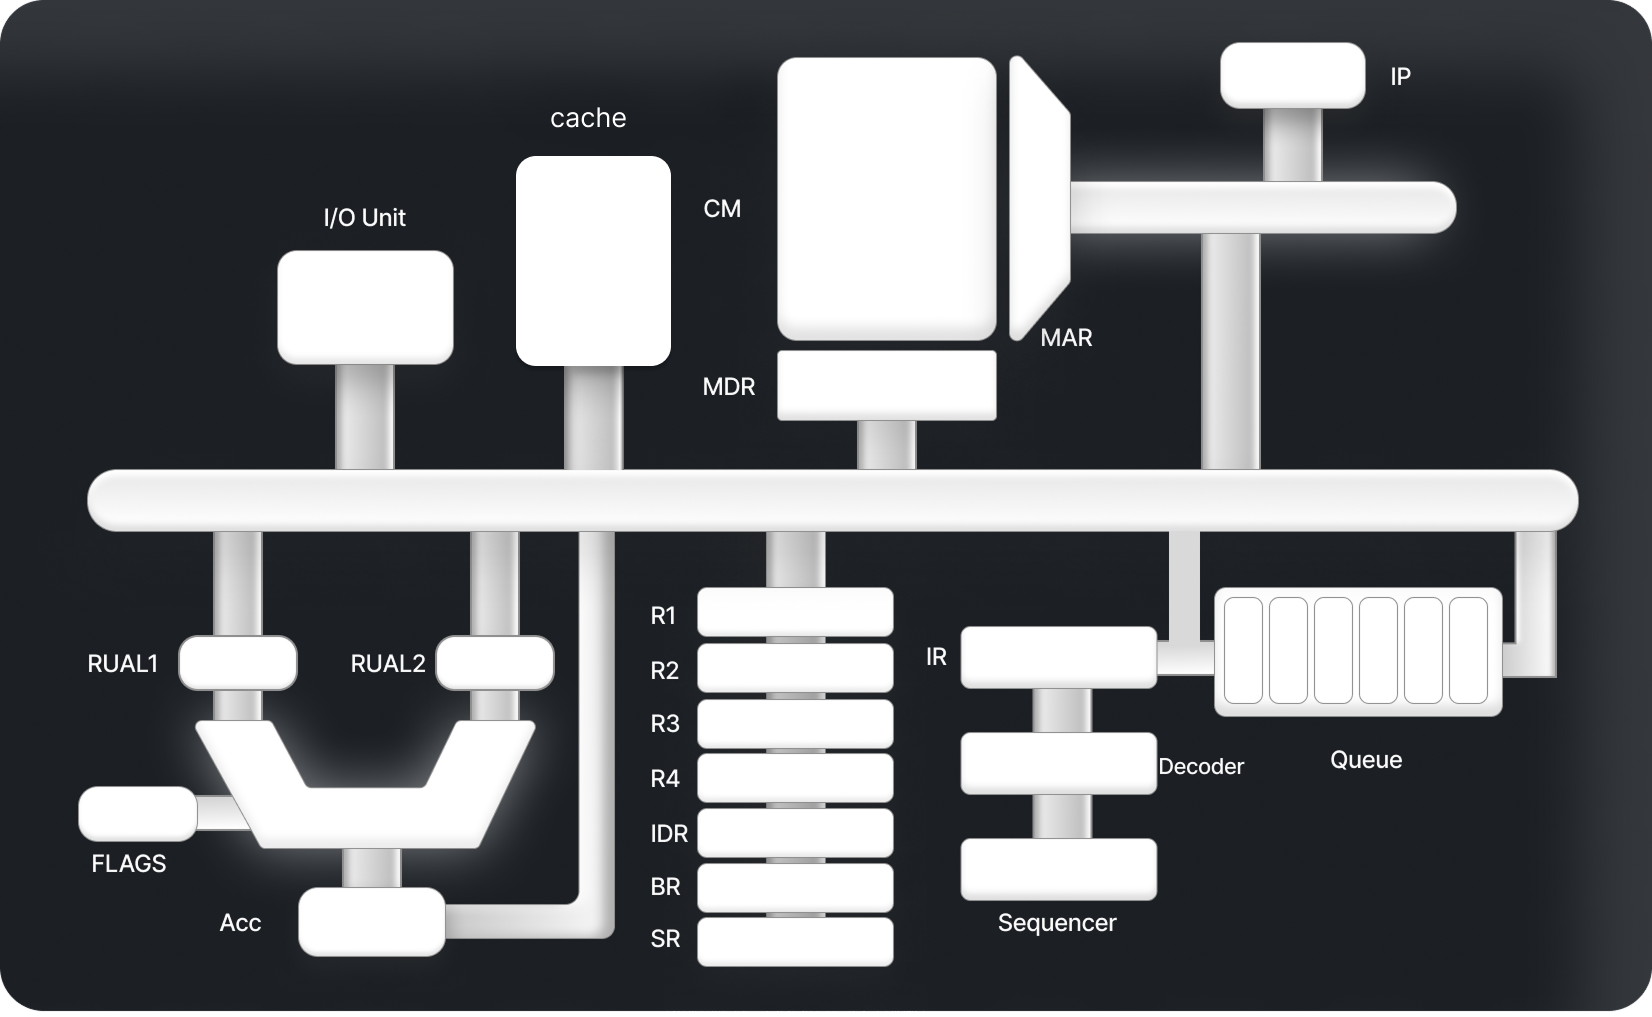 IP
cache
CM
I/O Unit
MAR
MDR
R1
RUAL1
RUAL2
IR
R2
R3
Queue
Decoder
R4
IDR
FLAGS
BR
Acc
Sequencer
SR